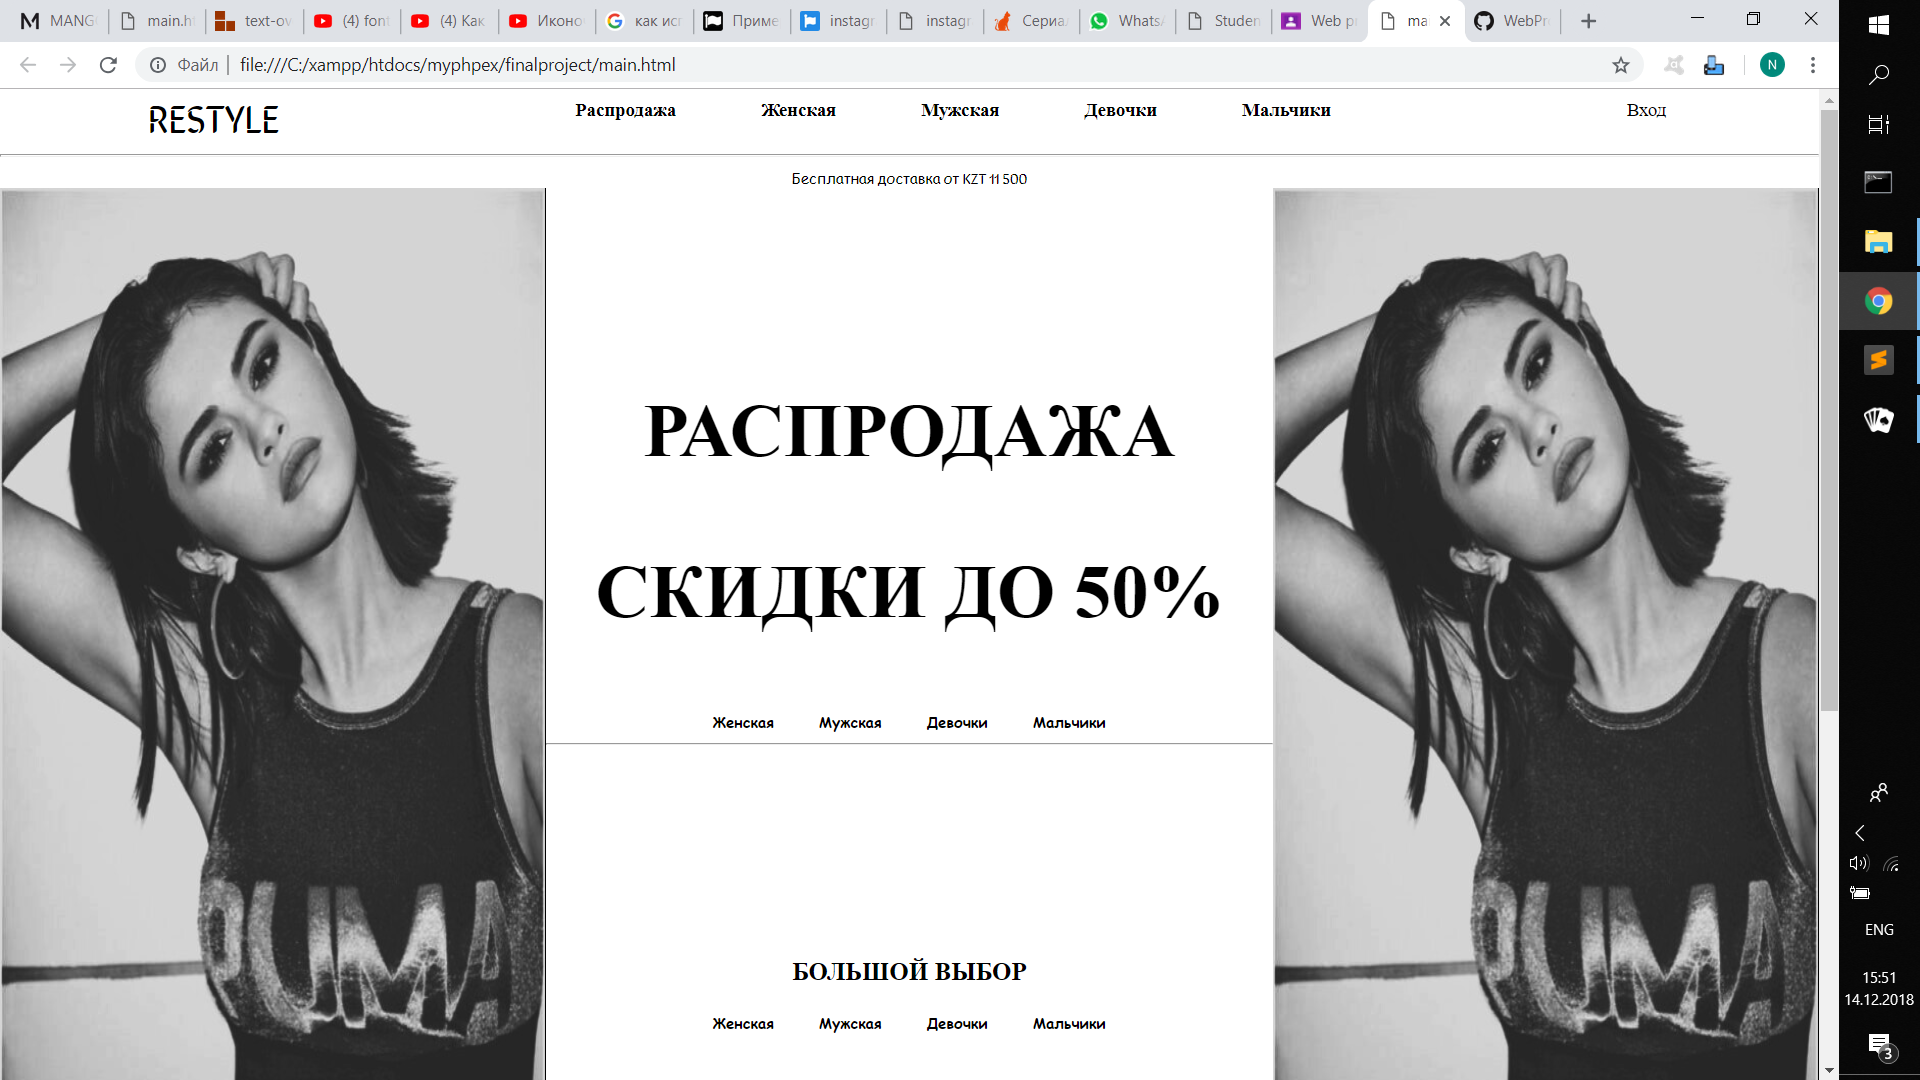 MANG
main.h
text-ov
(4) fon
(4) Как
Иконо
как исп
Приме
instagr
instagr
Сериа
Whats
Studen
Web p
ma
WebPr
Файл
file:///C:/xampp/htdocs/myphpex/finalproject/main.html
N
RESTYLE
Распродажа
Женская
Мужская
Девочки
Мальчики
Вход
Бесплатная доставка от KZT 11 500
РАСПРОДАЖА
СКИДКИ ДО 50%
Женская
Мужская
Девочки
Мальчики
БОЛЬШОЙ ВЫБОР
Женская
Мужская
Девочки
Мальчики
PUMA
PUMA
ENG
15:51
14.12.2018
3